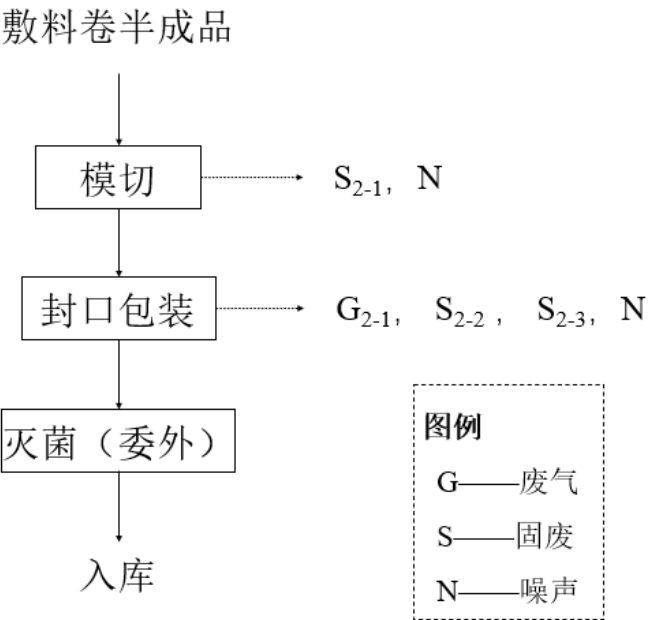 敷料卷半成品
模切
S2-1, N
封口包装
G2-1, S2-2, S2-3, N
灭菌（委外）
入库
图例
G——废气
S——固废
N——噪声